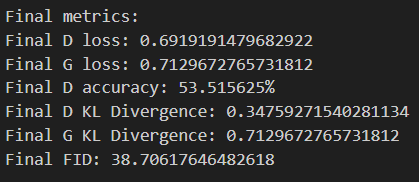 Final metrics:
Final D loss: 0.6919191479682922
Final G loss: 0.7129672765731812
Final D accuracy: 53.515625%
Final D KL Divergence: 0.34759271540281134
Final G KL Divergence: 0.7129672765731812
Final FID: 38.70617646482618